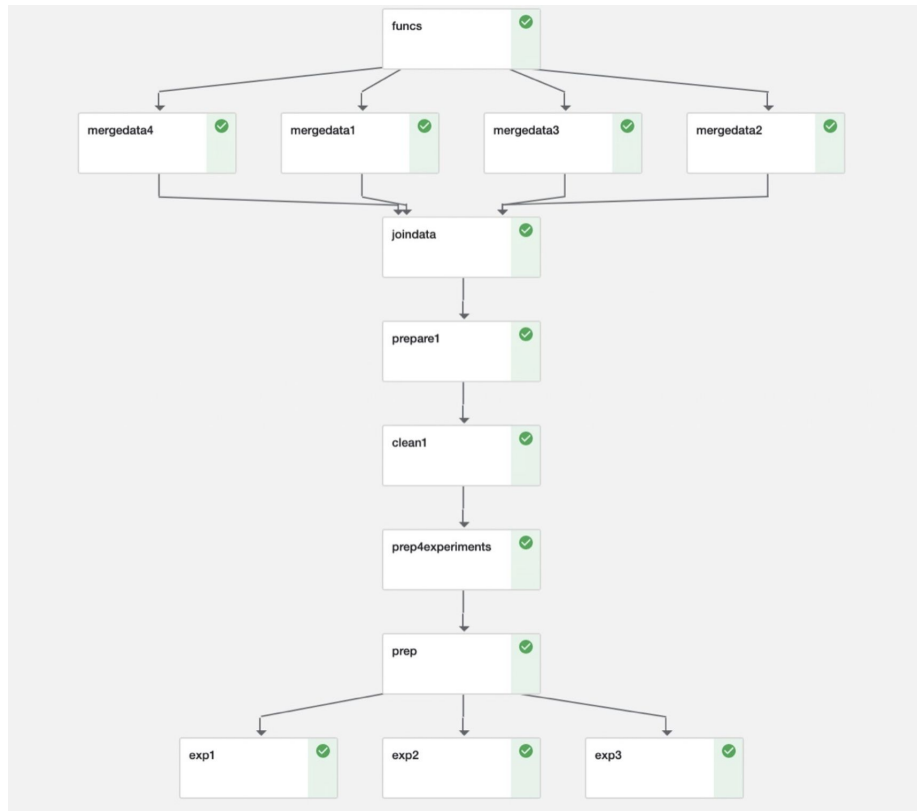 funcs
mergedata4
mergedata1
mergedata3
mergedata2
joindata
prepare1
clean1
prep4experiments
prep
exp1
exp2
exp3